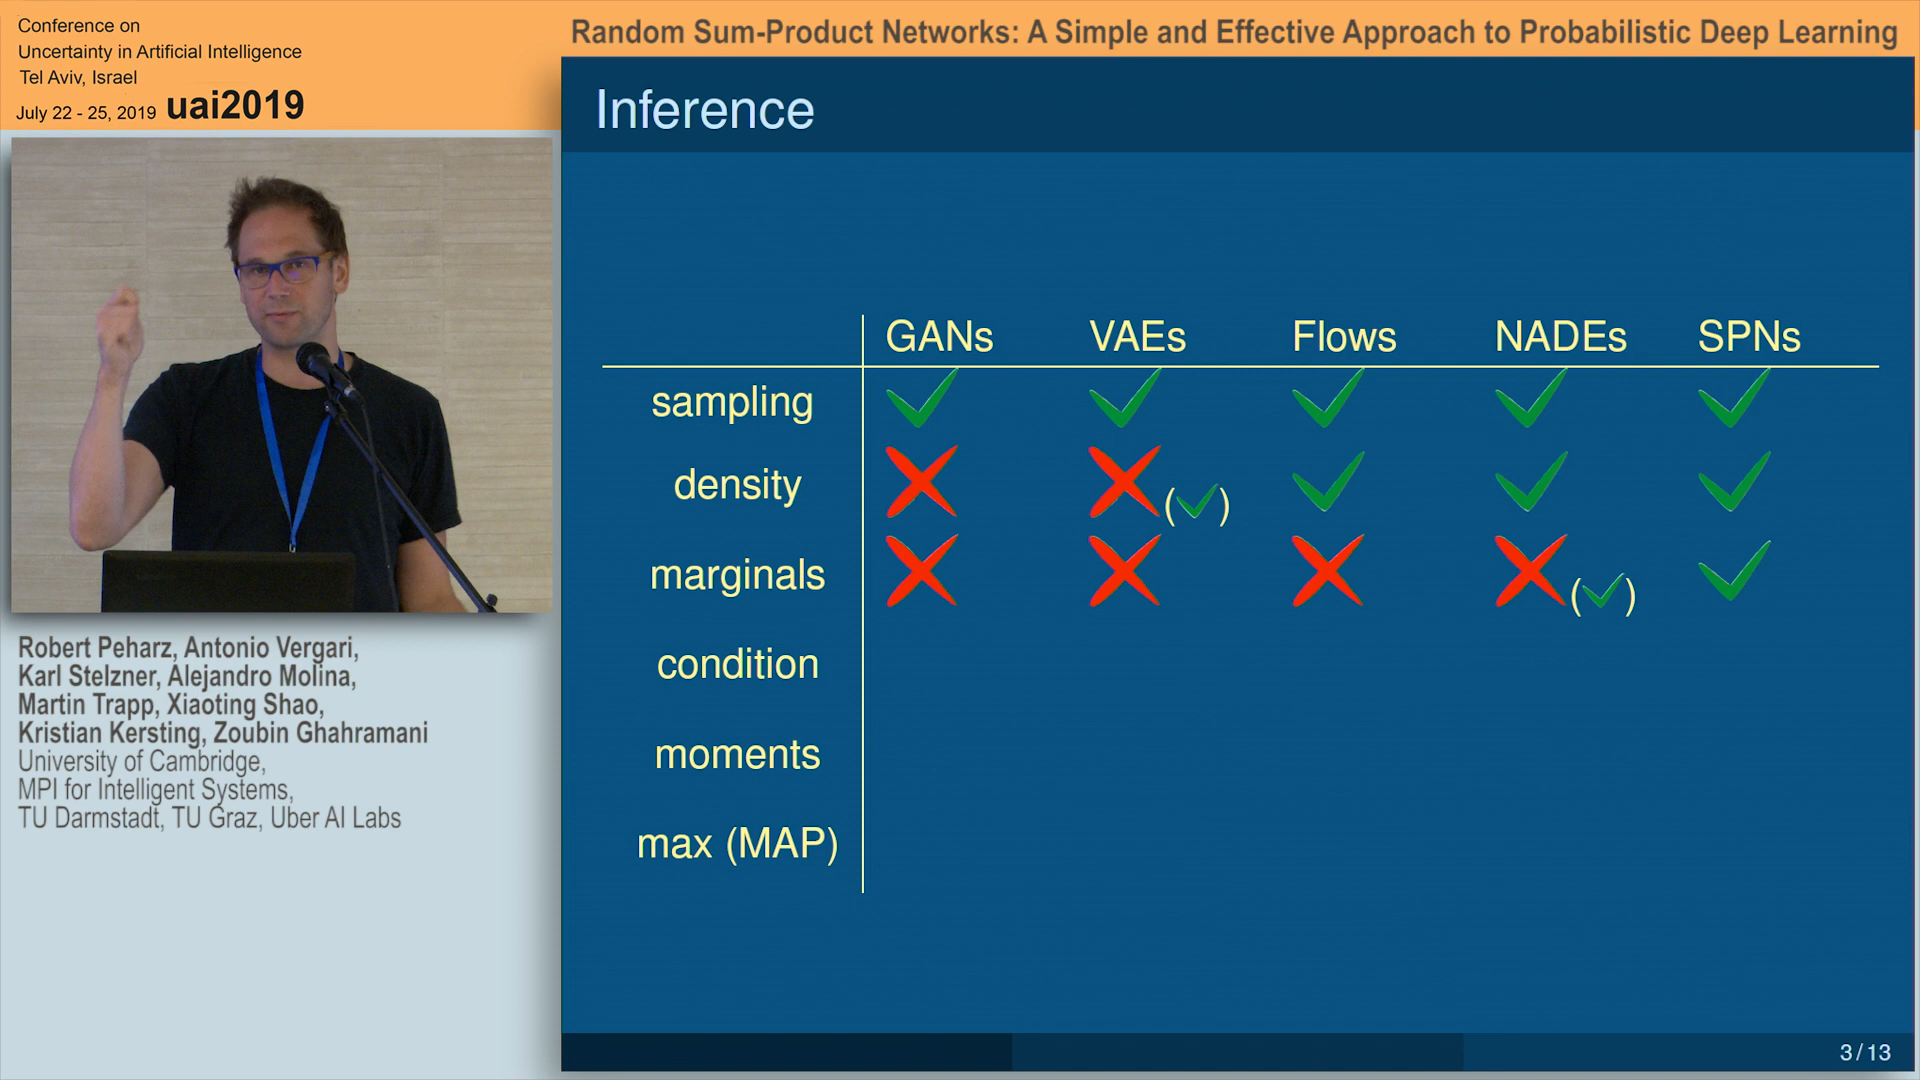 Conference on
Uncertainty in Artificial Intelligence
Tel Aviv, Israel
July 22 - 25, 2019 uai2019
Random Sum-Product Networks: A Simple and Effective Approach to Probabilistic Deep Learning
Inference
GANs VAEs Flows NADEs SPNs
sampling
density
( )
marginals
( )
condition
moments
max (MAP)
3/13
Robert Peharz, Antonio Vergari,
Karl Stelzner, Alejandro Molina,
Martin Trapp, Xiaoting Shao,
Kristian Kersting, Zoubin Ghahramani
University of Cambridge,
MPI for Intelligent Systems,
TU Darmstadt, TU Graz, Uber AI Labs